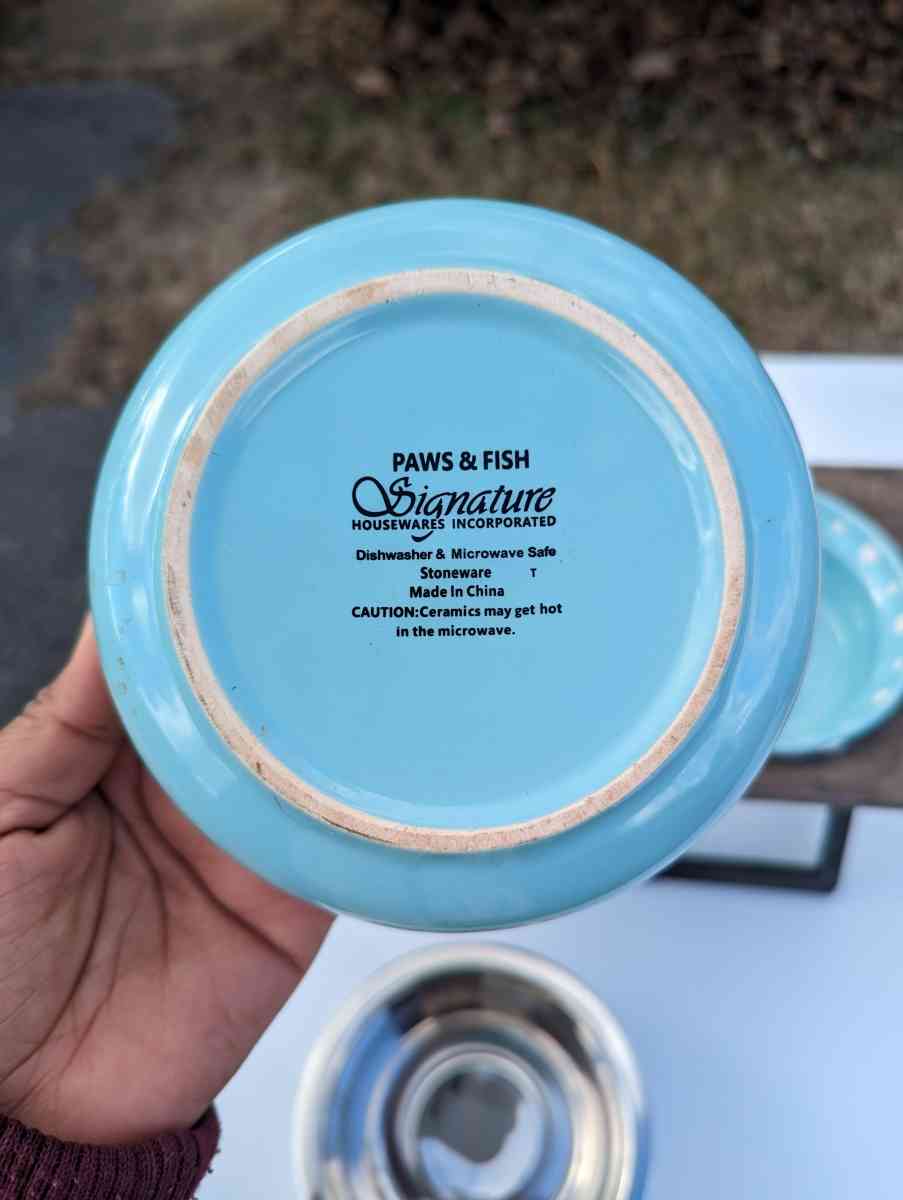 PAWS & FISH
Signature
HOUSEWARES INCORPORATED
Dishwasher & Microwave Safe
Stoneware T
Made In China
CAUTION:Ceramics may get hot
in the microwave.